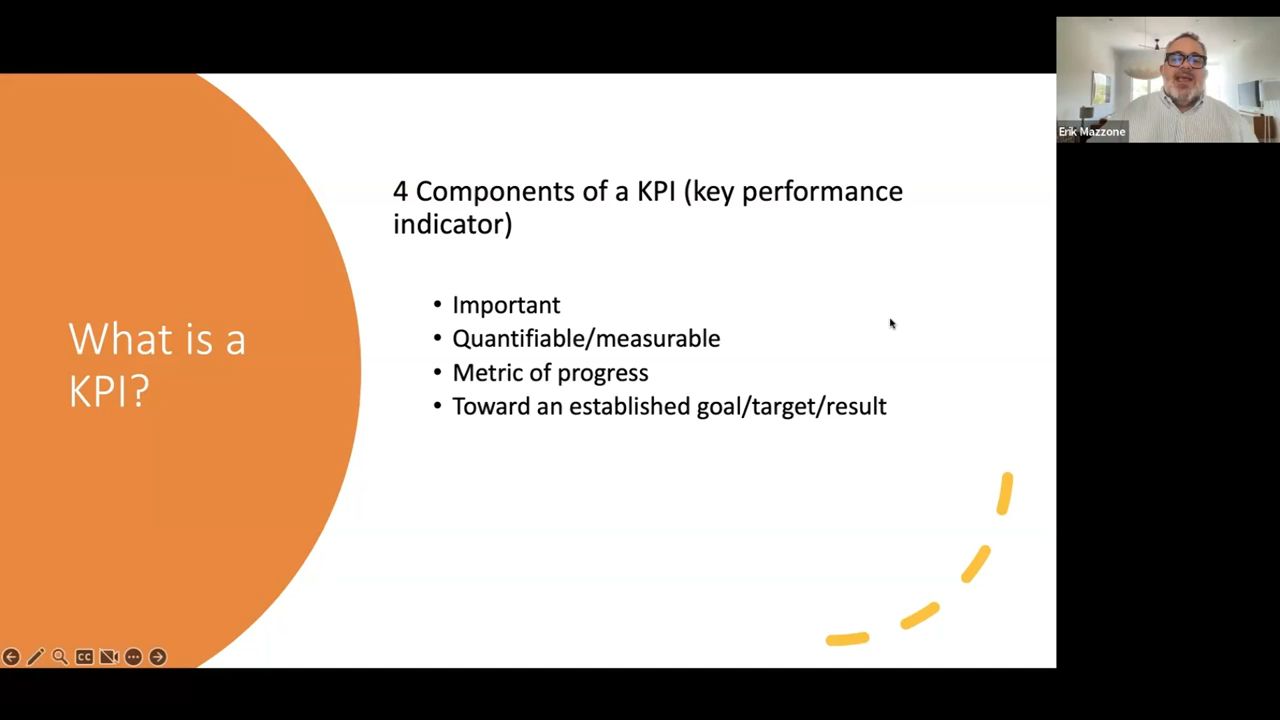 What is a
KPI?
4 Components of a KPI (key performance
indicator)
• Important
• Quantifiable/measurable
• Metric of progress
• Toward an established goal/target/result
Erik Mazzone
CC